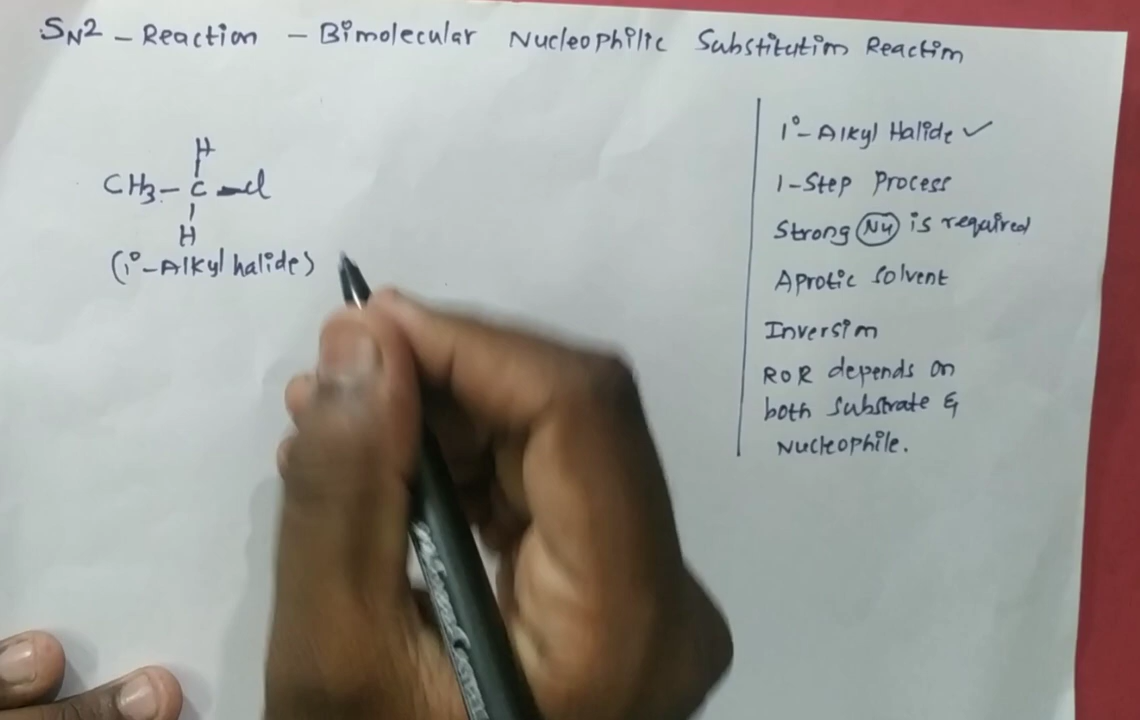 SN2 - Reaction - Bimolecular Nucleophilic Substitution Reaction
H
CH3 - C - Cl
H
(1°-Alkyl halide)
1°-Alkyl Halide ✓
1-Step Process
Strong Nu is required
Aprotic solvent
Inversion
ROR depends on
both substrate &
Nucleophile.